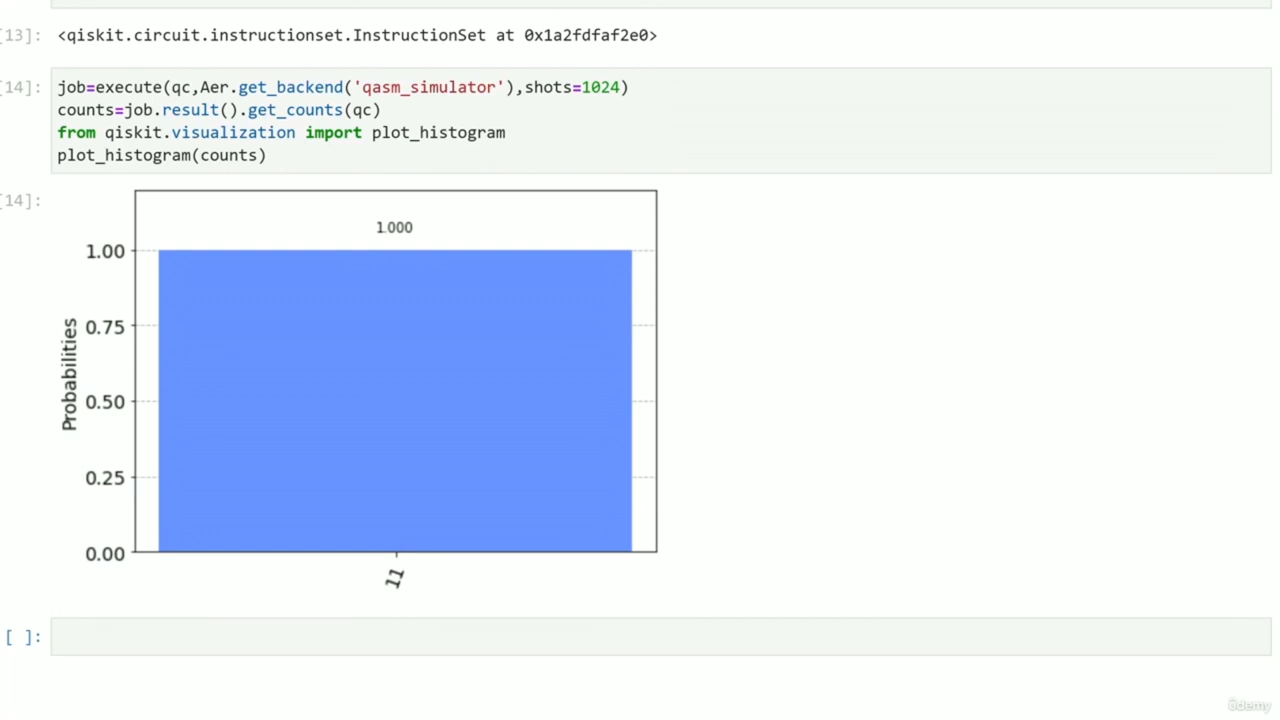 [13]: <qiskit.circuit.instructionset.InstructionSet at 0x1a2fdfaf2e0>
[14]: job=execute(qc,Aer.get_backend('qasm_simulator'),shots=1024)
counts=job.result().get_counts(qc)
from qiskit.visualization import plot_histogram
plot_histogram(counts)
[14]:
1.000
1.00
0.75
0.50
0.25
0.00
Probabilities
11
[ ]:
ûdemy